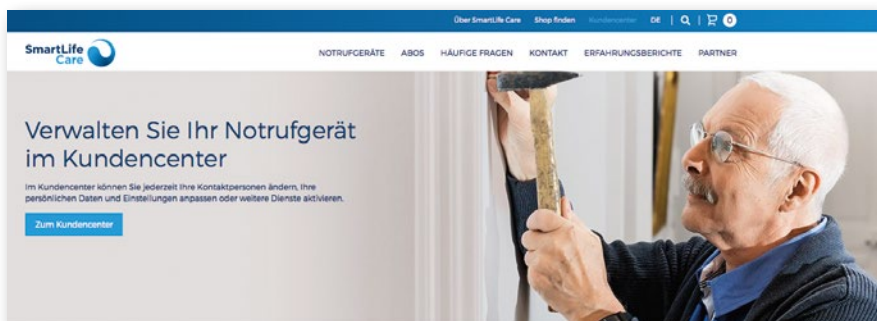 Über SmartLife Care Shop finden Kundencenter DE | | 0
SmartLife
Care
NOTRUFGERÄTE ABOS HÄUFIGE FRAGEN KONTAKT ERFAHRUNGSBERICHTE PARTNER
Verwalten Sie Ihr Notrufgerät
im Kundencenter
Im Kundencenter können Sie jederzeit Ihre Kontaktpersonen ändern, Ihre
persönlichen Daten und Einstellungen anpassen oder weitere Dienste aktivieren.
Zum Kundencenter